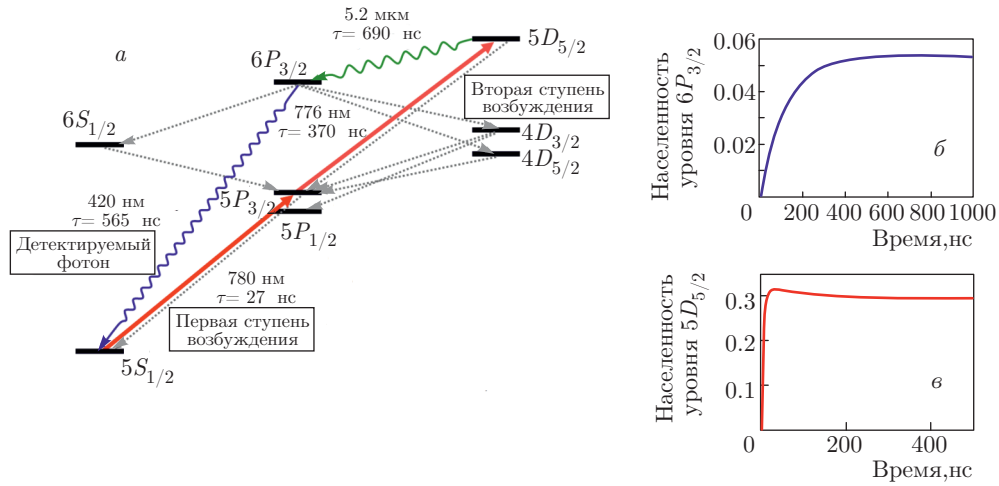 а
5.2 мкм
τ= 690 нс
5D5/2
6P3/2
Вторая ступень
возбуждения
776 нм
τ= 370 нс
6S1/2
4D3/2
4D5/2
5P3/2
5P1/2
420 нм
τ= 565 нс
Детектируемый
фотон
780 нм
τ= 27 нс
Первая ступень
возбуждения
5S1/2
Населенность
уровня 6P3/2
0.06
0.04
0.02
б
0
200
400
600
800
1000
Время,нс
Населенность
уровня 5D5/2
0.3
0.2
0.1
в
0
200
400
Время,нс